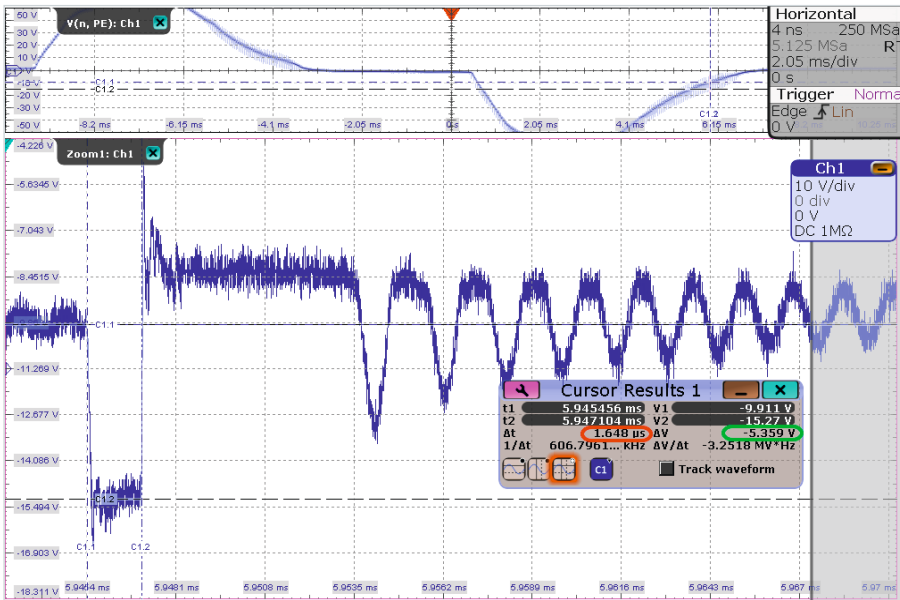 50 V
V(n, PE): Ch1
30 V
20 V
10 V
C1.1
-10 V
C1.2
-20 V
-30 V
-50 V
-8.2 ms
-6.15 ms
-4.1 ms
-2.05 ms
0 s
2.05 ms
4.1 ms
6.15 ms
C1.2
Horizontal
4 ns 250 MSa
5.125 MSa R
2.05 ms/div
0 s
Trigger Norma
Edge Lin
0 V
Ch1
10 V/div
0 div
0 V
DC 1MΩ
-4.226 V
Zoom1: Ch1
-5.6345 V
-7.043 V
-8.4515 V
C1.1
-11.269 V
-12.677 V
-14.086 V
C1.2
-15.494 V
-16.903 V
C1.1
C1.2
-18.311 V
5.9454 ms
5.9481 ms
5.9508 ms
5.9535 ms
5.9562 ms
5.9589 ms
5.9616 ms
5.9643 ms
5.967 ms
5.97 ms
Cursor Results 1
t1 5.945456 ms V1 -9.911 V
t2 5.947104 ms V2 -15.27 V
Δt 1.648 µs ΔV -5.359 V
1/Δt 606.7961... kHz ΔV/Δt -3.2518 MV*Hz
C1
Track waveform